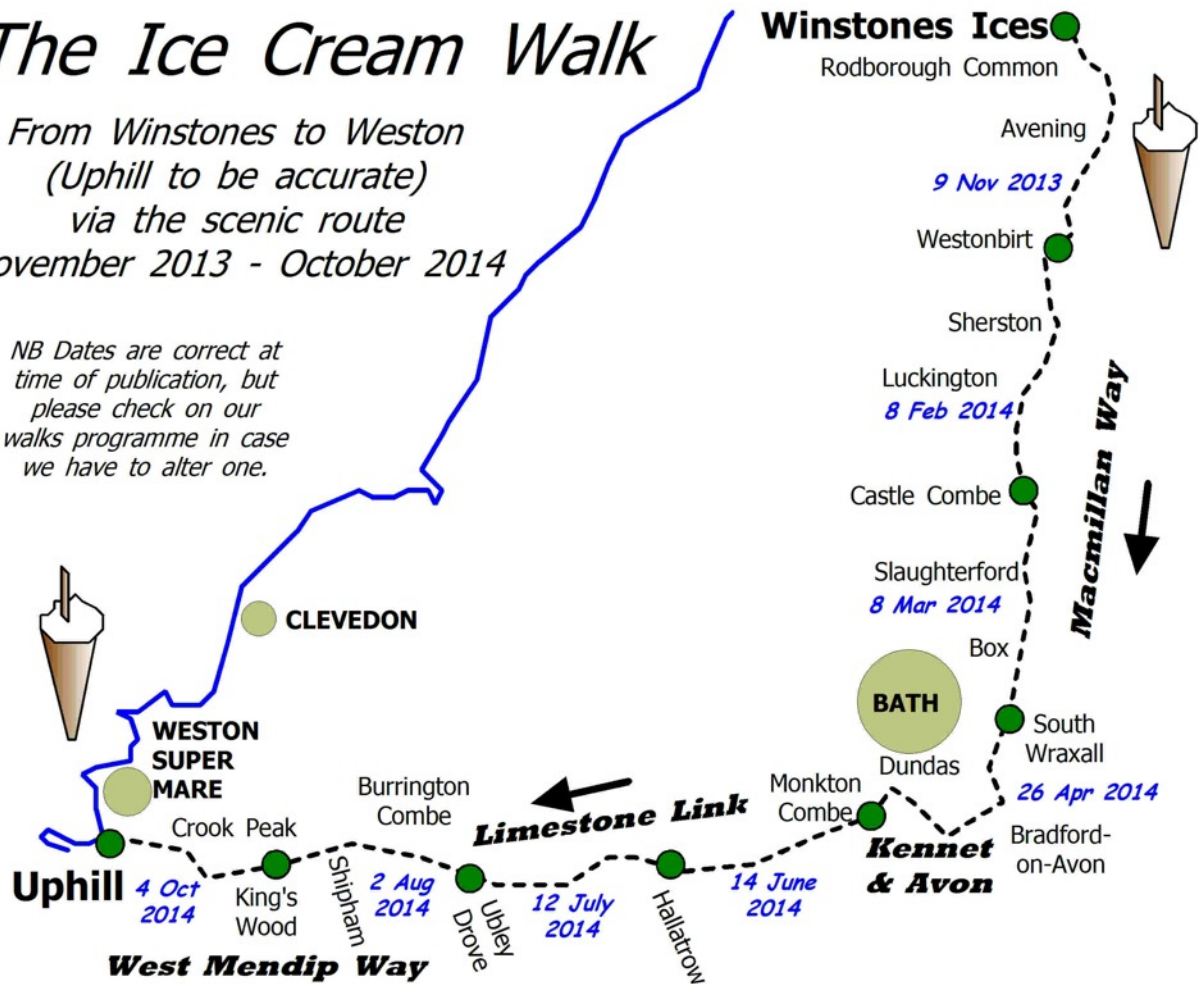 The Ice Cream Walk
From Winstones to Weston
(Uphill to be accurate)
via the scenic route
ovember 2013 - October 2014
NB Dates are correct at
time of publication, but
please check on our
walks programme in case
we have to alter one.
Winstones Ices
Rodborough Common
Avening
9 Nov 2013
Westonbirt
Sherston
Luckington
8 Feb 2014
Castle Combe
Macmillan Way
Slaughterford
8 Mar 2014
Box
BATH
South
Wraxall
Dundas
26 Apr 2014
Bradford-
on-Avon
Monkton
Combe
Kennet
& Avon
CLEVEDON
WESTON
SUPER
MARE
Burrington
Combe
Limestone Link
14 June
2014
Hallatrow
12 July
2014
Ubley
Drove
2 Aug
2014
Shipham
Crook Peak
King's
Wood
4 Oct
2014
Uphill
West Mendip Way